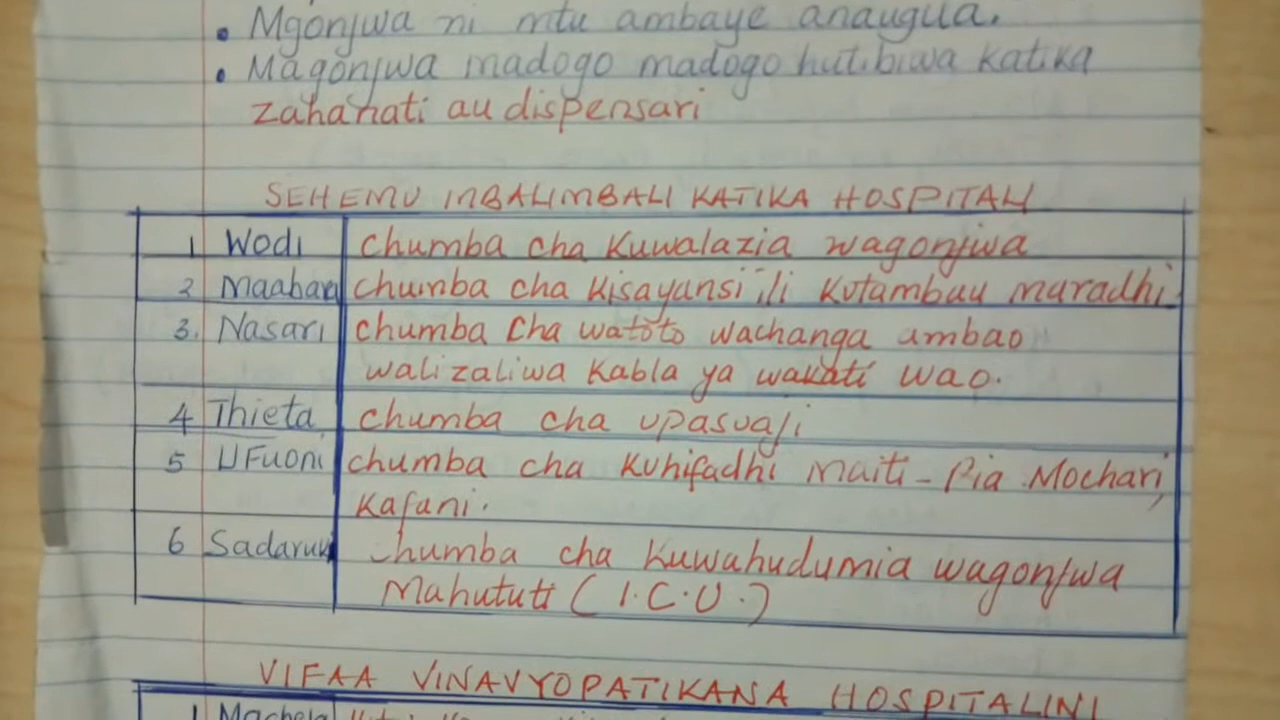 • Mgonjwa ni mtu ambaye anaugua.
• Magonjwa madogo madogo hutibiwa katika
zahanati au dispensari
SEHEMU MBALIMBALI KATIKA HOSPITALI
1 Wodi chumba cha kuwalazia wagonjwa
2 Maabara chumba cha kisayansi ili kutambua maradhi
3. Nasari chumba cha watoto wachanga ambao
walizaliwa kabla ya wakati wao.
4 Thieta chumba cha upasuaji
5 UFuoni chumba cha kuhifadhi maiti - Pia Mochari,
kafani.
6 Sadaruki chumba cha kuwahudumia wagonjwa
Mahututi (I.C.U.)
VIFAA VINAVYOPATIKANA HOSPITALINI
1 Machela